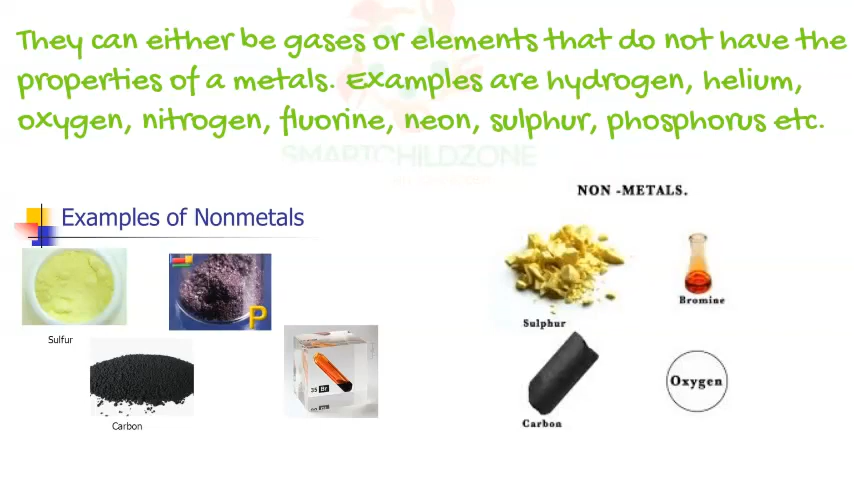 They can either be gases or elements that do not have the
properties of a metals. Examples are hydrogen, helium,
oxygen, nitrogen, fluorine, neon, sulphur, phosphorus etc.
SMARTCHILDZONE
Examples of Nonmetals
P
Sulfur
35 Br
Carbon
NON -METALS.
Sulphur
Bromine
Carbon
Oxygen